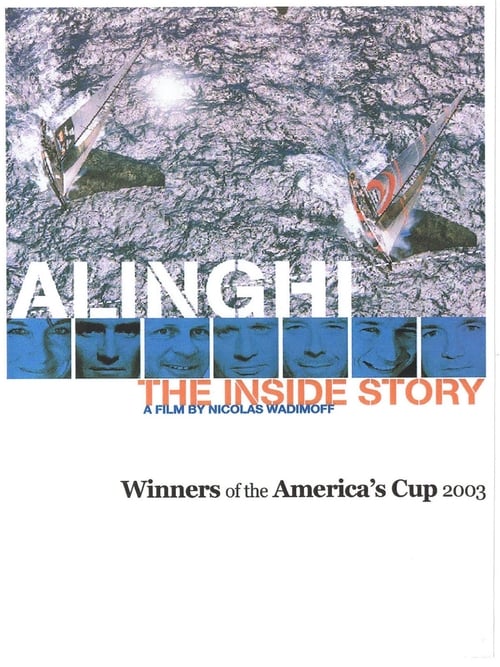 ALINGHI
THE INSIDE STORY
A FILM BY NICOLAS WADIMOFF
Winners of the America's Cup 2003